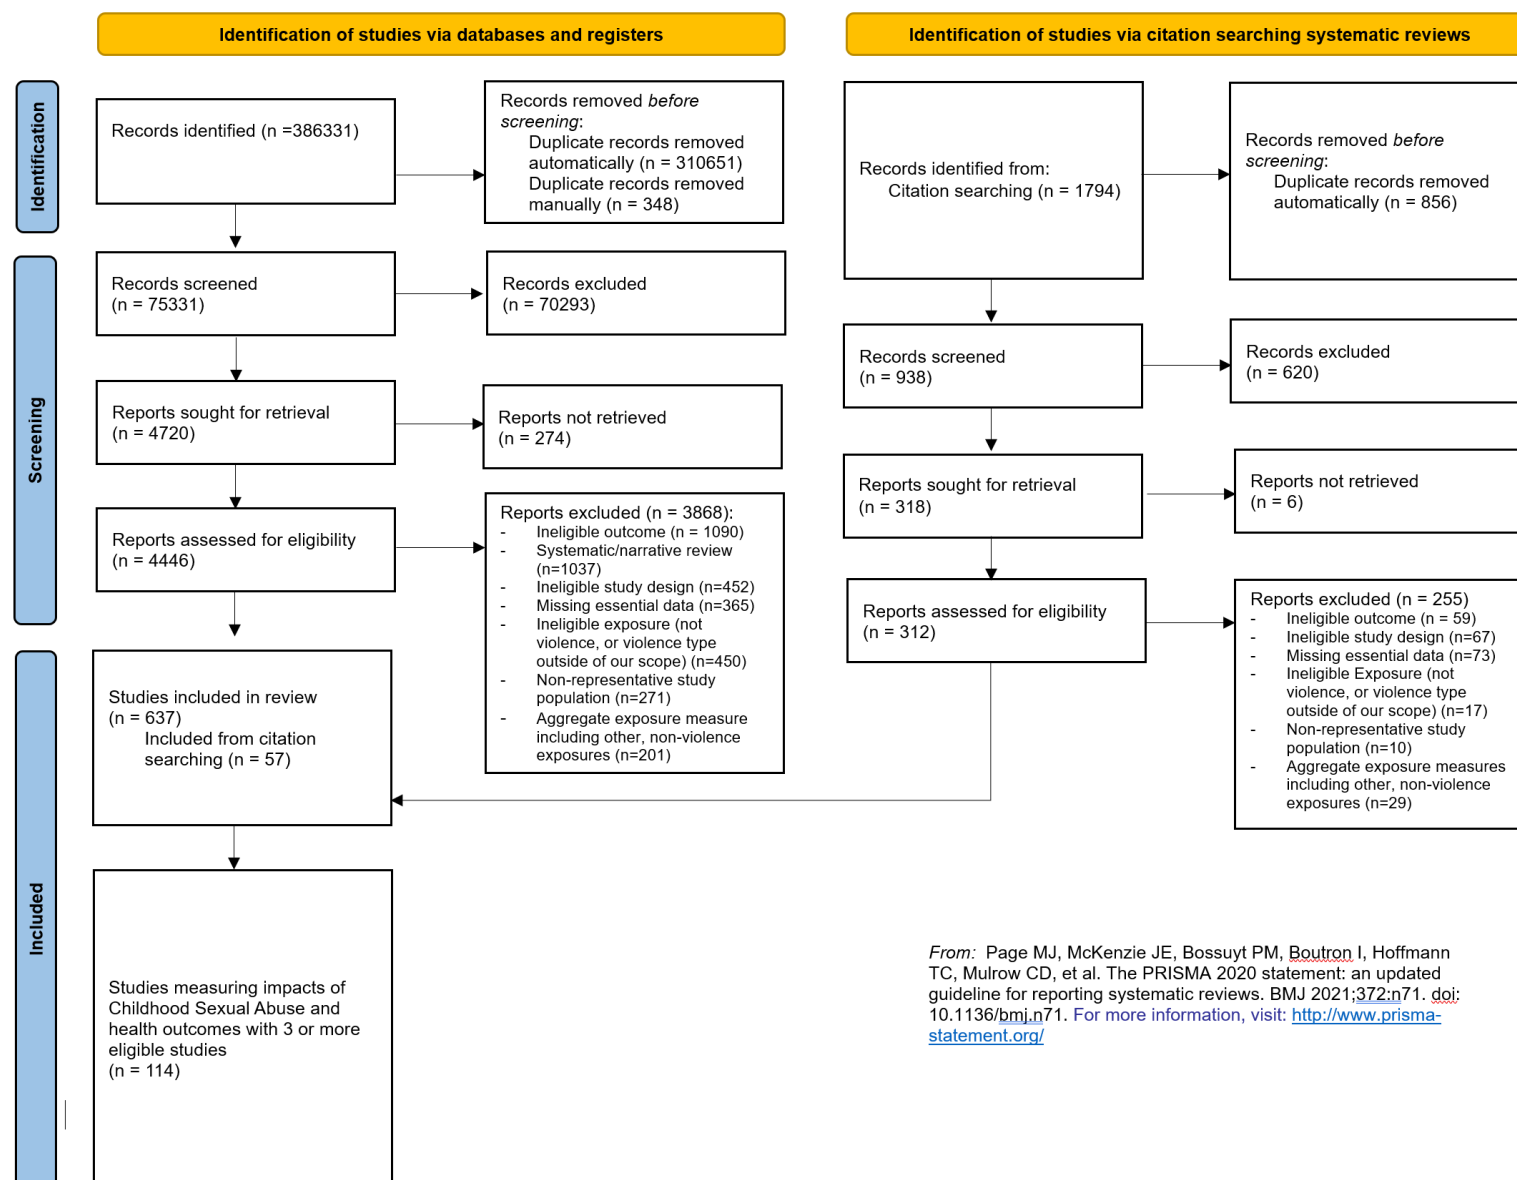 Identification of studies via databases and registers
Identification of studies via citation searching systematic reviews
Identification
Records identified (n =386331)
Records removed before
screening:
Duplicate records removed
automatically (n = 310651)
Duplicate records removed
manually (n = 348)
Records identified from:
Citation searching (n = 1794)
Records removed before
screening:
Duplicate records removed
automatically (n = 856)
Screening
Records screened
(n = 75331)
Records excluded
(n = 70293)
Records screened
(n = 938)
Records excluded
(n = 620)
Reports sought for retrieval
(n = 4720)
Reports not retrieved
(n = 274)
Reports sought for retrieval
(n = 318)
Reports not retrieved
(n = 6)
Reports assessed for eligibility
(n = 4446)
Reports excluded (n = 3868):
- Ineligible outcome (n = 1090)
- Systematic/narrative review
(n=1037)
- Ineligible study design (n=452)
- Missing essential data (n=365)
- Ineligible exposure (not
violence, or violence type
outside of our scope) (n=450)
- Non-representative study
population (n=271)
- Aggregate exposure measure
including other, non-violence
exposures (n=201)
Reports assessed for eligibility
(n = 312)
Reports excluded (n = 255)
- Ineligible outcome (n = 59)
- Ineligible study design (n=67)
- Missing essential data (n=73)
- Ineligible Exposure (not
violence, or violence type
outside of our scope) (n=17)
- Non-representative study
population (n=10)
- Aggregate exposure measures
including other, non-violence
exposures (n=29)
Included
Studies included in review
(n = 637)
Included from citation
searching (n = 57)
Studies measuring impacts of
Childhood Sexual Abuse and
health outcomes with 3 or more
eligible studies
(n = 114)
From: Page MJ, McKenzie JE, Bossuyt PM, Boutron I, Hoffmann
TC, Mulrow CD, et al. The PRISMA 2020 statement: an updated
guideline for reporting systematic reviews. BMJ 2021;372:n71. doi:
10.1136/bmj.n71. For more information, visit: http://www.prisma-
statement.org/